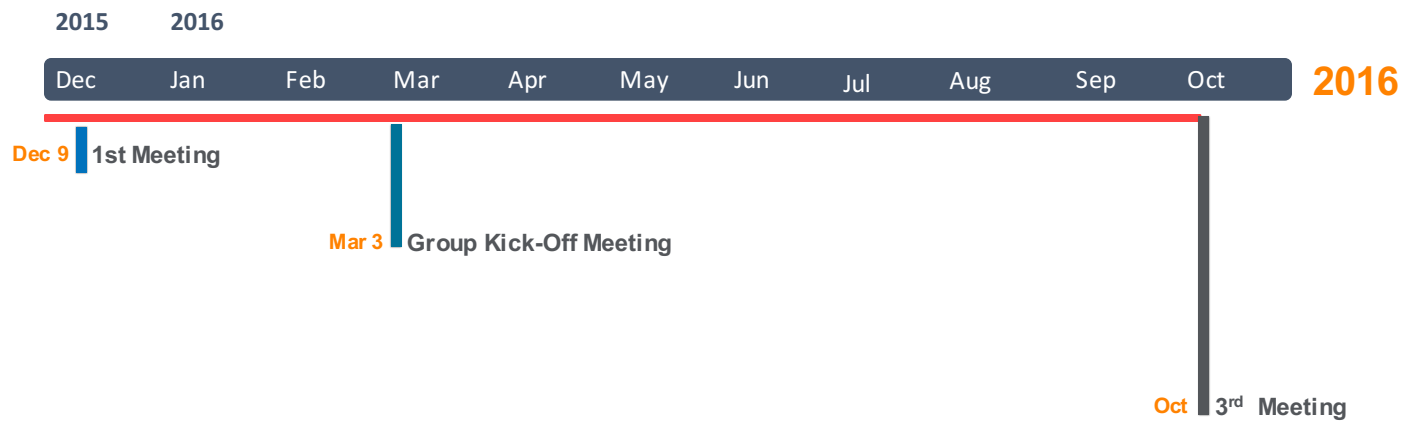 2015 2016
Dec Jan Feb Mar Apr May Jun Jul Aug Sep Oct 2016
Dec 9 1st Meeting
Mar 3 Group Kick-Off Meeting
Oct 3rd Meeting